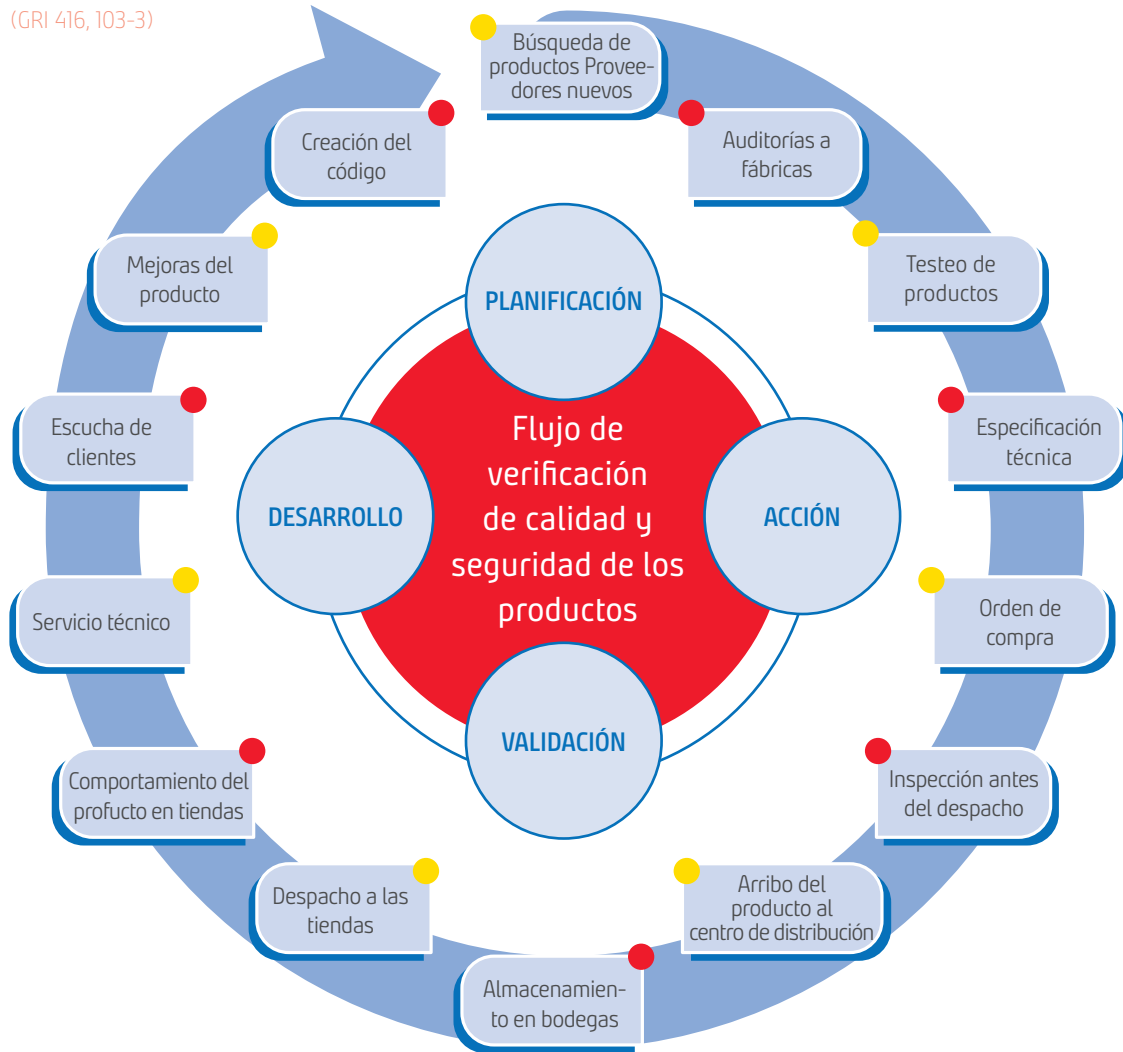 (GRI 416, 103-3)
Búsqueda de
productos Provee-
dores nuevos
Auditorías a
fábricas
Testeo de
productos
Especificación
técnica
Orden de
compra
Inspección antes
del despacho
Arribo del
producto al
centro de distribución
Almacenamien-
to en bodegas
Despacho a las
tiendas
Comportamiento del
profucto en tiendas
Servicio técnico
Escucha de
clientes
Mejoras del
producto
Creación del
código
PLANIFICACIÓN
ACCIÓN
VALIDACIÓN
DESARROLLO
Flujo de
verificación
de calidad y
seguridad de los
productos